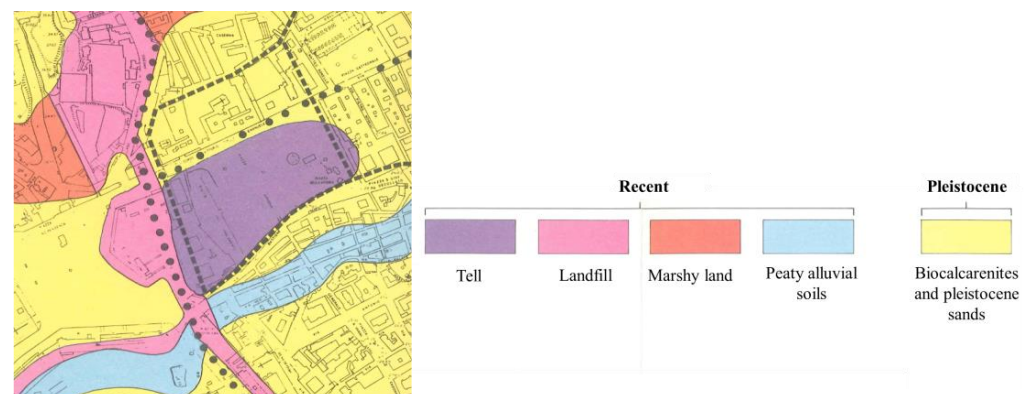 Recent
Pleistocene
Tell
Landfill
Marshy land
Peaty alluvial
soils
Biocalcarenites
and pleistocene
sands